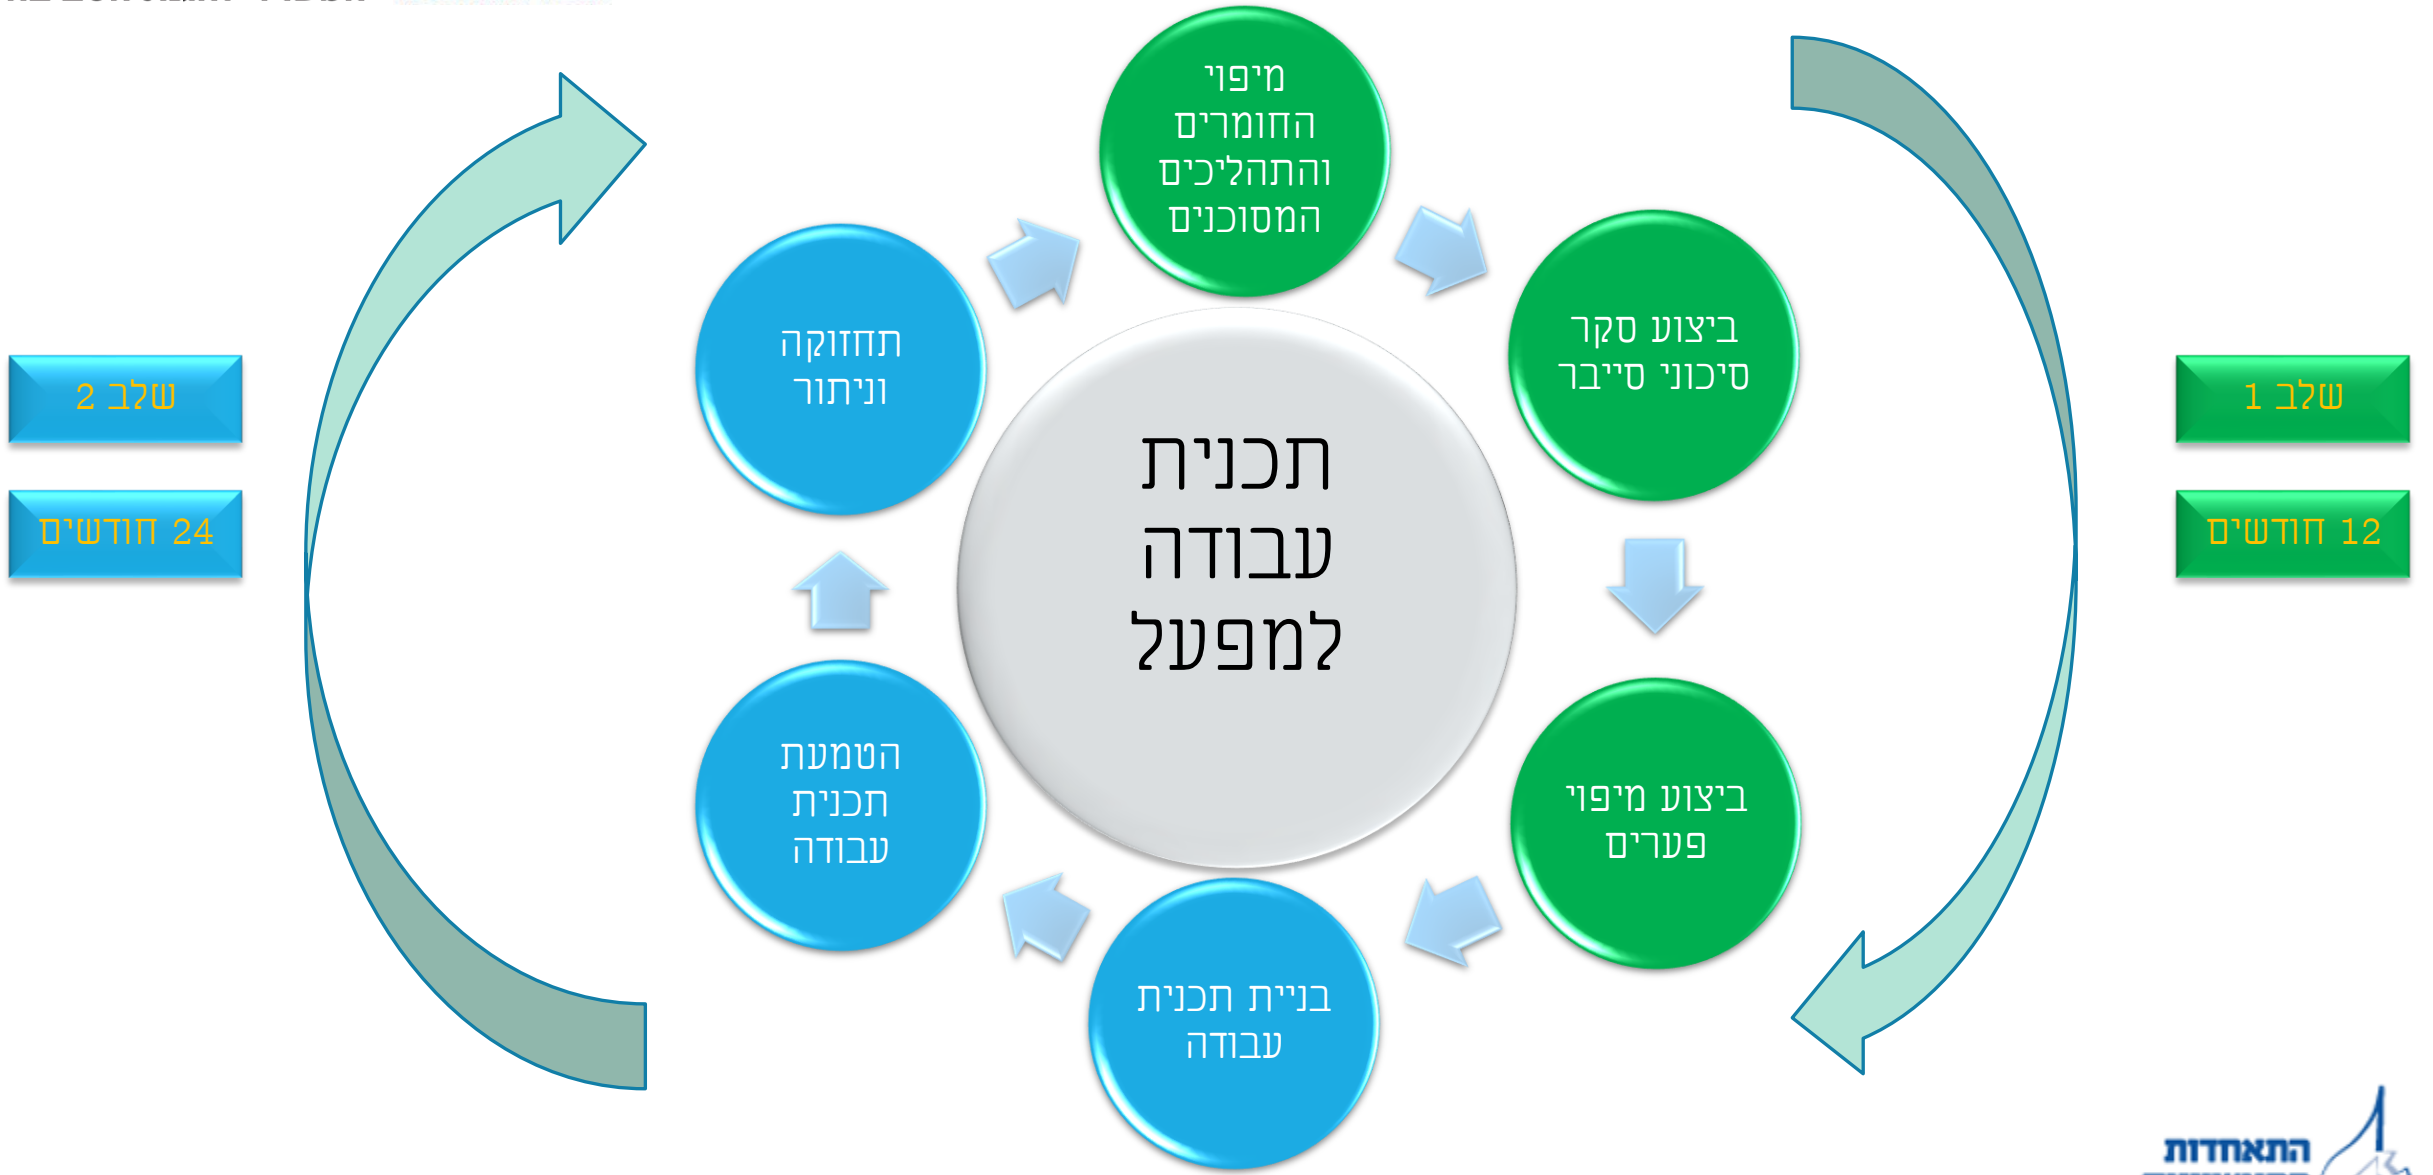 מיפוי
החומרים
והתהליכים
המסוכנים
ביצוע סקר
סיכוני סייבר
ביצוע מיפוי
פערים
בניית תכנית
עבודה
הטמעת
תכנית
עבודה
תחזוקה
וניתור
תכנית
עבודה
למפעל
שלב 1
12 חודשים
שלב 2
24 חודשים
התאחדות